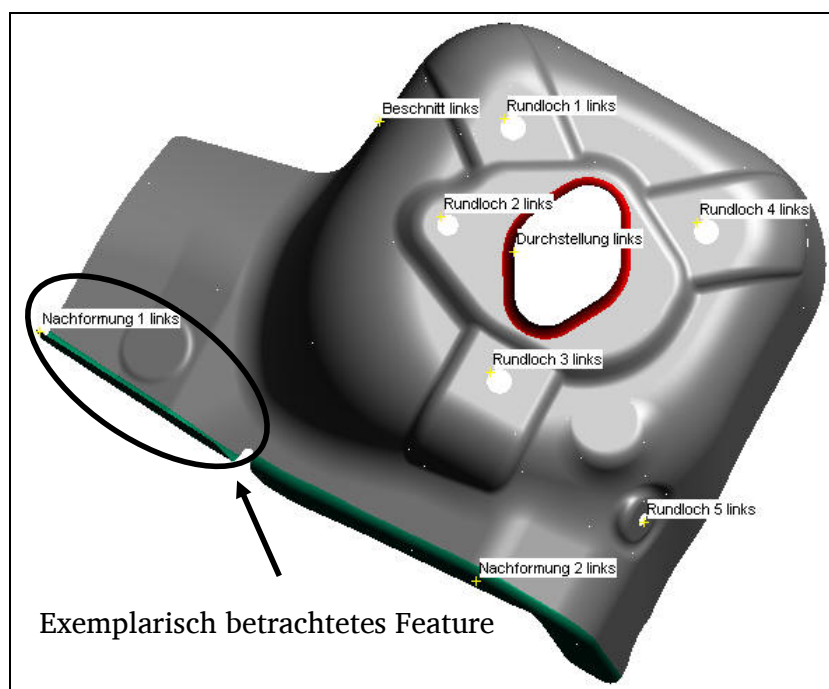 Beschnitt links
Rundloch 1 links
Rundloch 2 links
Rundloch 4 links
Durchstellung links
Nachformung 1 links
Rundloch 3 links
Rundloch 5 links
Nachformung 2 links
Exemplarisch betrachtetes Feature